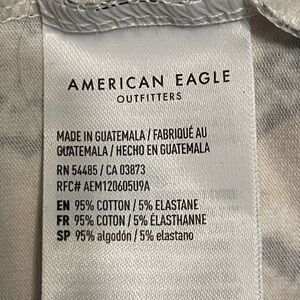 AMERICAN EAGLE
OUTFITTERS
MADE IN GUATEMALA / FABRIQUÉ AU
GUATEMALA / HECHO EN GUATEMALA
RN 54485 / CA 03873
RFC# AEM120605U9A
EN 95% COTTON / 5% ELASTANE
FR 95% COTON / 5% ÉLASTHANNE
SP 95% algodón / 5% elastano